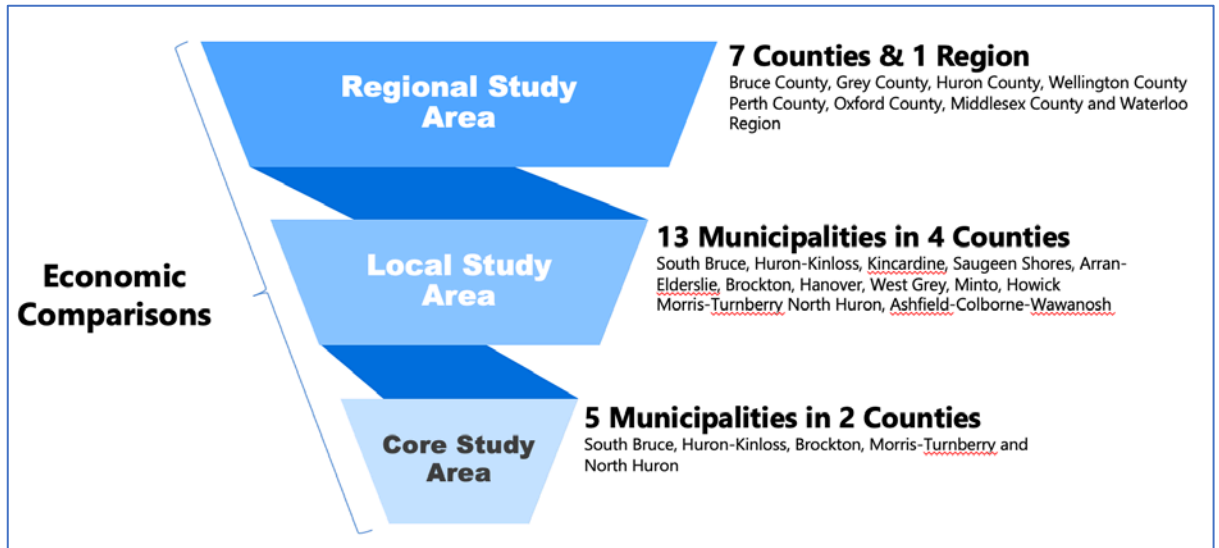 Economic
Comparisons
Regional Study
Area
7 Counties & 1 Region
Bruce County, Grey County, Huron County, Wellington County
Perth County, Oxford County, Middlesex County and Waterloo
Region
Local Study
Area
13 Municipalities in 4 Counties
South Bruce, Huron-Kinloss, Kincardine, Saugeen Shores, Arran-
Elderslie, Brockton, Hanover, West Grey, Minto, Howick
Morris-Turnberry North Huron, Ashfield-Colborne-Wawanosh
Core Study
Area
5 Municipalities in 2 Counties
South Bruce, Huron-Kinloss, Brockton, Morris-Turnberry and
North Huron